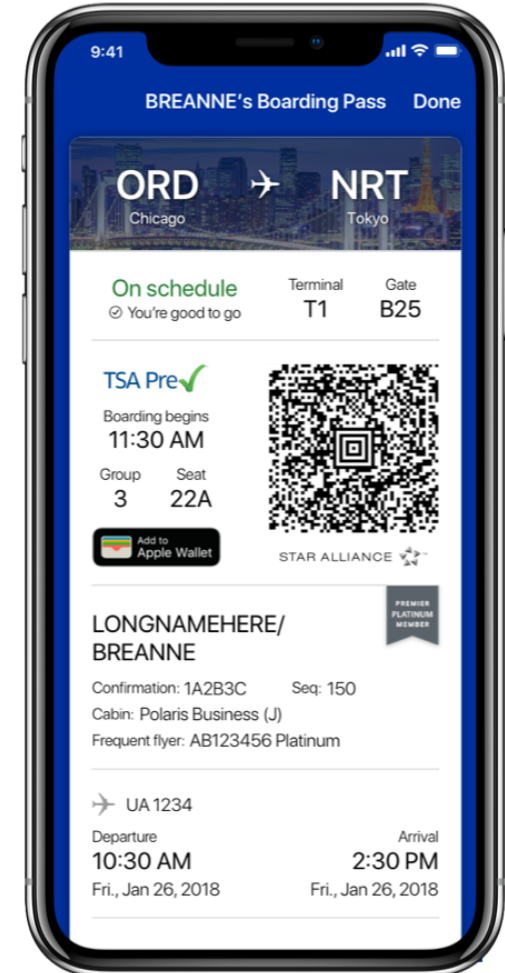 9:41
BREANNE's Boarding Pass Done
ORD NRT
Chicago Tokyo
On schedule
You're good to go
Terminal Gate
T1 B25
TSA Pre
Boarding begins
11:30 AM
Group Seat
3 22A
Add to
Apple Wallet
STAR ALLIANCE
PREMIER
PLATINUM
MEMBER
LONGNAMEHERE/
BREANNE
Confirmation: 1A2B3C Seq: 150
Cabin: Polaris Business (J)
Frequent flyer: AB123456 Platinum
UA 1234
Departure Arrival
10:30 AM 2:30 PM
Fri., Jan 26, 2018 Fri., Jan 26, 2018